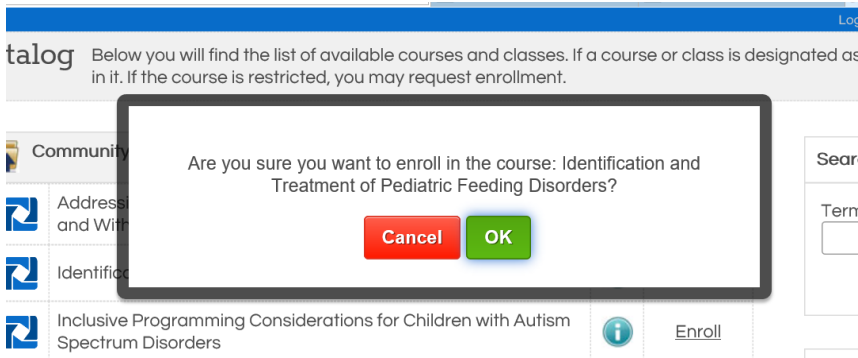 Log
talog
Below you will find the list of available courses and classes. If a course or class is designated as
in it. If the course is restricted, you may request enrollment.
Community
Sear
Are you sure you want to enroll in the course: Identification and
Treatment of Pediatric Feeding Disorders?
Cancel
OK
Addressi
and With
Term
Identific
Inclusive Programming Considerations for Children with Autism
Spectrum Disorders
i
Enroll